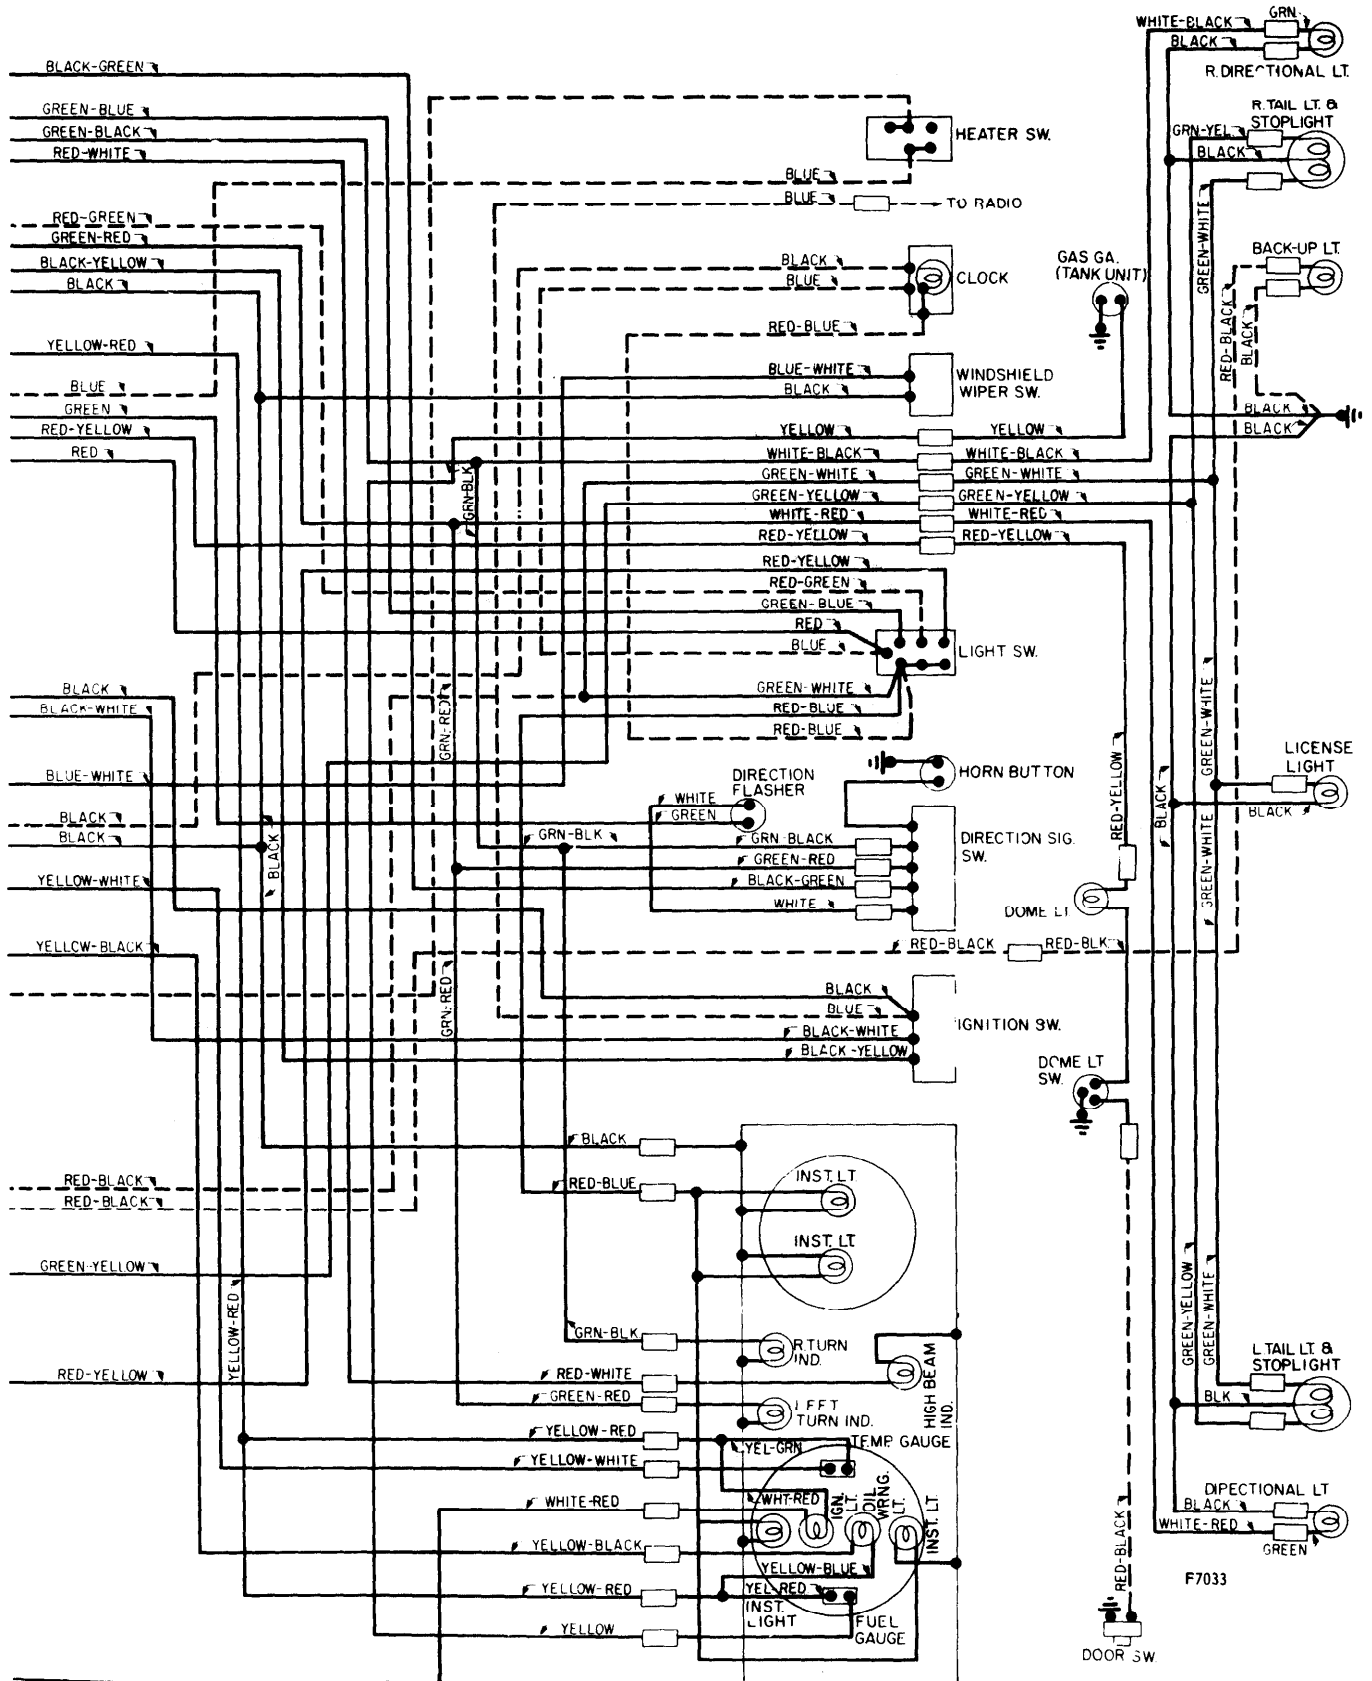 WHITE-BLACK
GRN.
BLACK
R. DIRECTIONAL LT.
BLACK-GREEN
R. TAIL LT. &
STOPLIGHT
GREEN-BLUE
GREEN-BLACK
HEATER SW.
GRN-YEL
RED-WHITE
BLACK
BLUE
BLUE
TO RADIO
GREEN-WHITE
RED-GREEN
GREEN-RED
BLACK-YELLOW
BLACK
BLACK
BLUE
CLOCK
GAS GA.
(TANK UNIT)
BACK-UP LT.
RED-BLUE
RED-BLACK
BLACK
YELLOW-RED
BLUE-WHITE
BLACK
WINDSHIELD
WIPER SW.
BLUE
GREEN
RED-YELLOW
RED
BLACK
BLACK
YELLOW
YELLOW
WHITE-BLACK
WHITE-BLACK
GREEN-WHITE
GREEN-WHITE
GREEN-YELLOW
GREEN-YELLOW
WHITE-RED
WHITE-RED
RED-YELLOW
RED-YELLOW
GRN-BLK
RED-YELLOW
RED-GREEN
GREEN-BLUE
RED
BLUE
LIGHT SW.
BLACK
BLACK-WHITE
GREEN-WHITE
RED-BLUE
RED-BLUE
GRN-RED
GREEN-WHITE
BLUE-WHITE
DIRECTION
FLASHER
HORN BUTTON
RED-YELLOW
BLACK
LICENSE
LIGHT
BLACK
WHITE
GREEN
BLACK
BLACK
BLACK
GRN-BLK
GRN-BLACK
GREEN-RED
BLACK-GREEN
WHITE
DIRECTION SIG.
SW.
GREEN-WHITE
YELLOW-WHITE
DOME LT
YELLOW-BLACK
RED-BLACK
RED-BLK
GRN-RED
BLACK
BLUE
BLACK-WHITE
BLACK-YELLOW
IGNITION SW.
DOME LT
SW.
BLACK
RED-BLACK
RED-BLACK
RED-BLUE
INST. LT.
INST. LT.
GREEN-YELLOW
YELLOW-RED
GREEN-YELLOW
GREEN-WHITE
GRN-BLK
R. TURN
IND.
RED-YELLOW
RED-WHITE
HIGH BEAM
IND.
GREEN-RED
LEFT
TURN IND.
L TAIL LT. &
STOPLIGHT
BLK
YELLOW-RED
YEL-GRN
TEMP GAUGE
YELLOW-WHITE
WHITE-RED
WHT-RED
IGN.
LT.
OIL
WRNG.
LT.
INST. LT.
DIRECTIONAL LT
BLACK
WHITE-RED
GREEN
YELLOW-BLACK
YELLOW-BLUE
YELLOW-RED
YEL-RED
INST.
LIGHT
FUEL
GAUGE
YELLOW
RED-BLACK
F7033
DOOR SW.